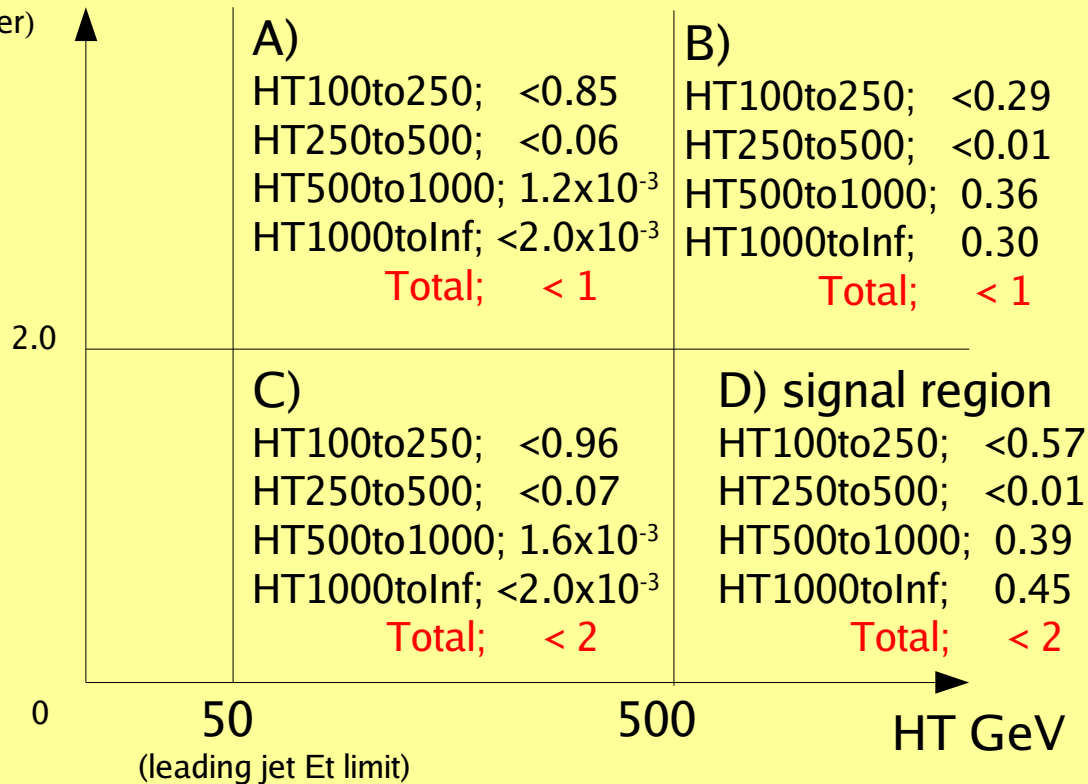 er)
A)
HT100to250; <0.85
HT250to500; <0.06
HT500to1000; 1.2x10⁻³
HT1000toInf; <2.0x10⁻³
Total; < 1
B)
HT100to250; <0.29
HT250to500; <0.01
HT500to1000; 0.36
HT1000toInf; 0.30
Total; < 1
2.0
C)
HT100to250; <0.96
HT250to500; <0.07
HT500to1000; 1.6x10⁻³
HT1000toInf; <2.0x10⁻³
Total; < 2
D) signal region
HT100to250; <0.57
HT250to500; <0.01
HT500to1000; 0.39
HT1000toInf; 0.45
Total; < 2
0
50
500
HT GeV
(leading jet Et limit)